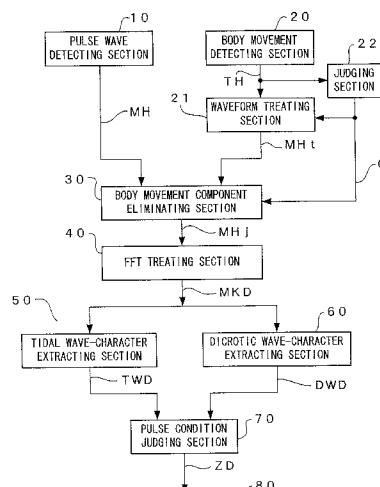 10
PULSE WAVE
DETECTING SECTION
20
BODY MOVEMENT
DETECTING SECTION
22
JUDGING
SECTION
TH
21
WAVEFORM TREATING
SECTION
MH
MHt
30
BODY MOVEMENT COMPONENT
ELIMINATING SECTION
MHj
40
FFT TREATING SECTION
MKD
50
TIDAL WAVE-CHARACTER
EXTRACTING SECTION
60
DICROTIC WAVE-CHARACTER
EXTRACTING SECTION
TWD
DWD
70
PULSE CONDITION
JUDGING SECTION
ZD
80